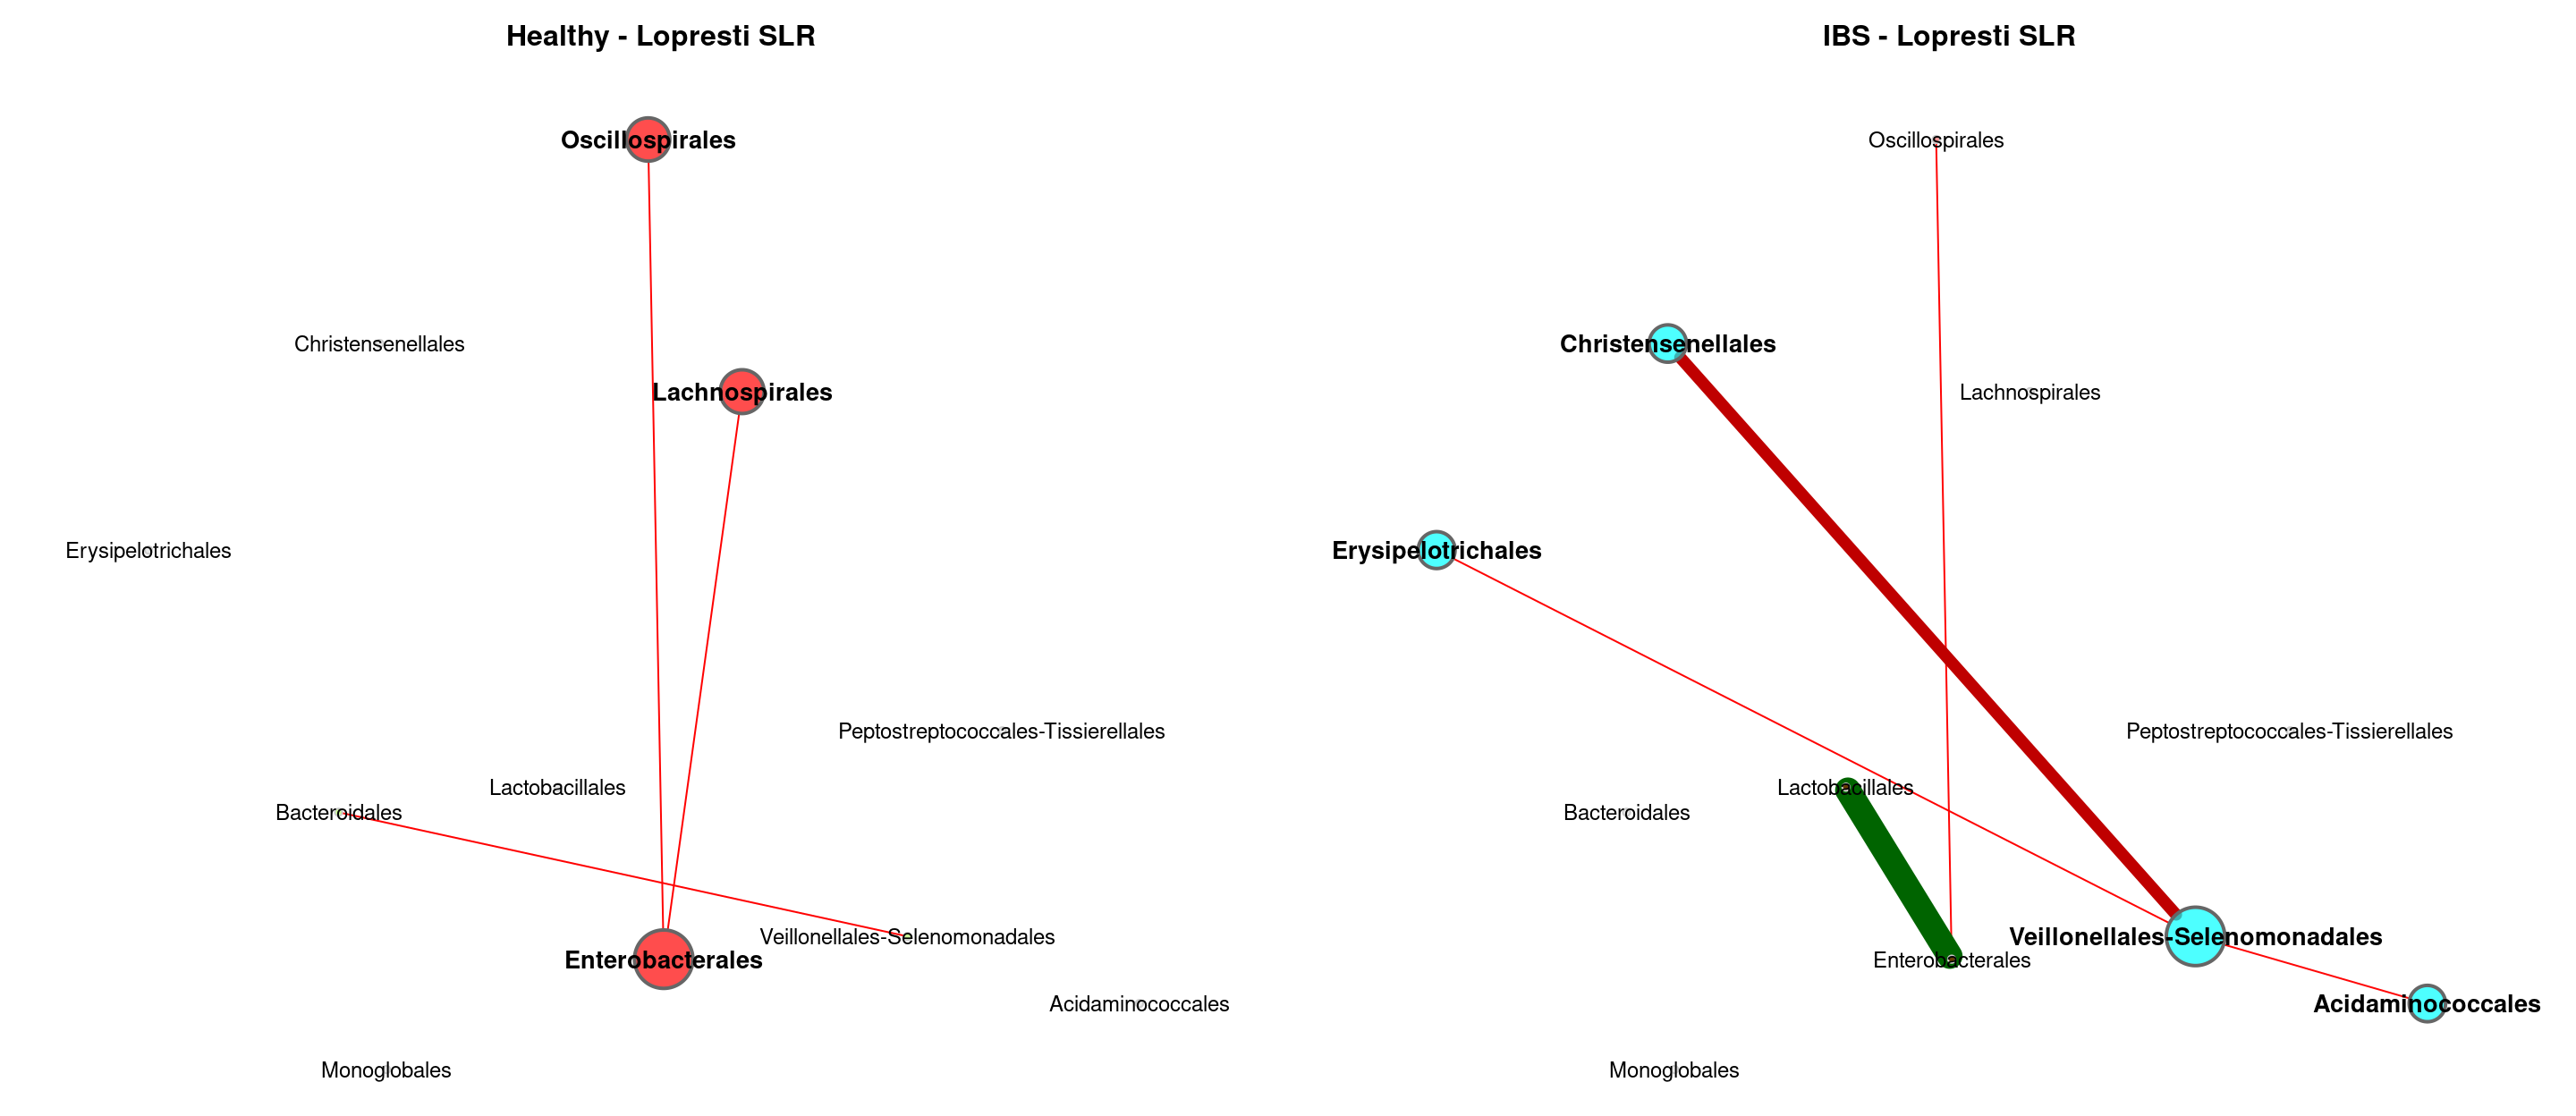 Healthy - Lopresti SLR
Oscillospirales
Christensenellales
Lachnospirales
Erysipelotrichales
Peptostreptococcales-Tissierellales
Lactobacillales
Bacteroidales
Veillonellales-Selenomonadales
Enterobacterales
Acidaminococcales
Monoglobales
IBS - Lopresti SLR
Oscillospirales
Christensenellales
Lachnospirales
Erysipelotrichales
Peptostreptococcales-Tissierellales
Lactobacillales
Bacteroidales
Veillonellales-Selenomonadales
Enterobacterales
Acidaminococcales
Monoglobales